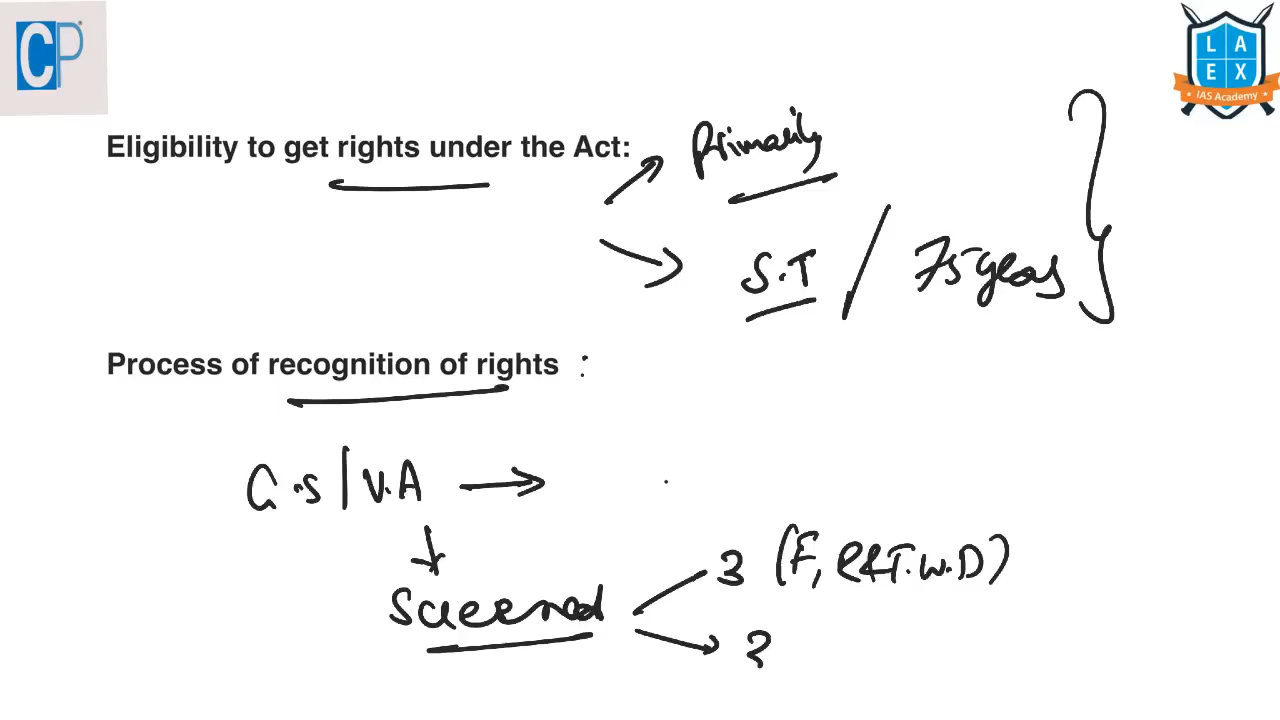 CP
L A
E X
IAS Academy
Eligibility to get rights under the Act:
Primarily
S.T / 75 years
Process of recognition of rights :
G.S | V.A →
Screened
3 (F, R&T.W.D)
3